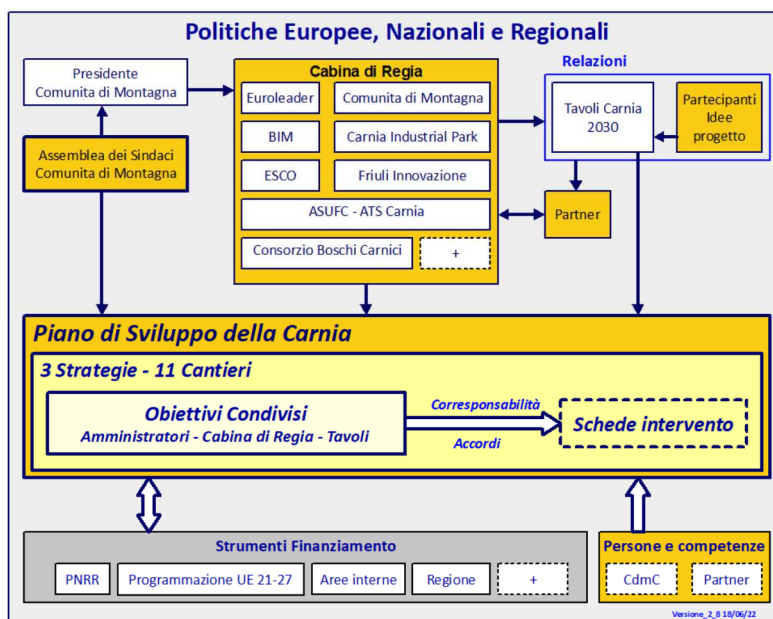 Politiche Europee, Nazionali e Regionali
Presidente
Comunita di Montagna
Assemblea dei Sindaci
Comunita di Montagna
Cabina di Regia
Euroleader
Comunita di Montagna
BIM
Carnia Industrial Park
ESCO
Friuli Innovazione
ASUFC - ATS Carnia
Consorzio Boschi Carnici
+
Relazioni
Tavoli Carnia
2030
Partecipanti
Idee
progetto
Partner
Piano di Sviluppo della Carnia
3 Strategie - 11 Cantieri
Obiettivi Condivisi
Amministratori - Cabina di Regia - Tavoli
Corresponsabilità
Accordi
Schede intervento
Strumenti Finanziamento
PNRR
Programmazione UE 21-27
Aree interne
Regione
+
Persone e competenze
CdmC
Partner
Versione_2_8 18/06/22